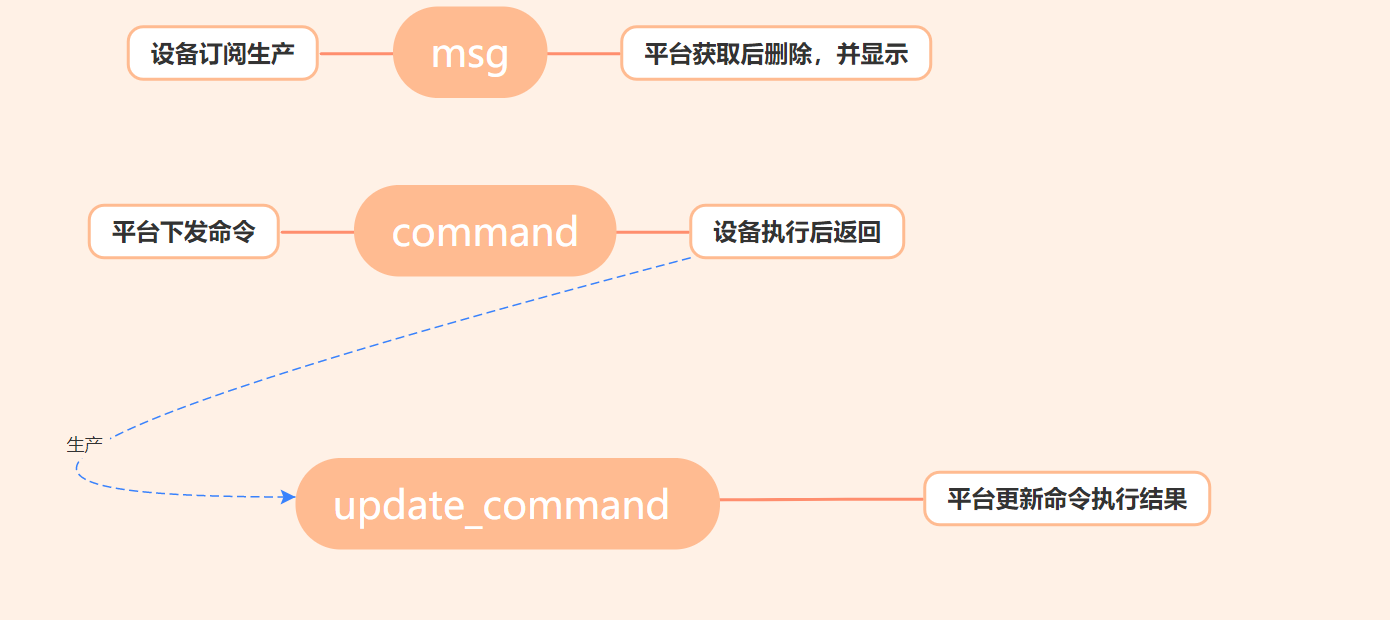 设备订阅生产
msg
平台获取后删除，并显示
平台下发命令
command
设备执行后返回
生产
update_command
平台更新命令执行结果